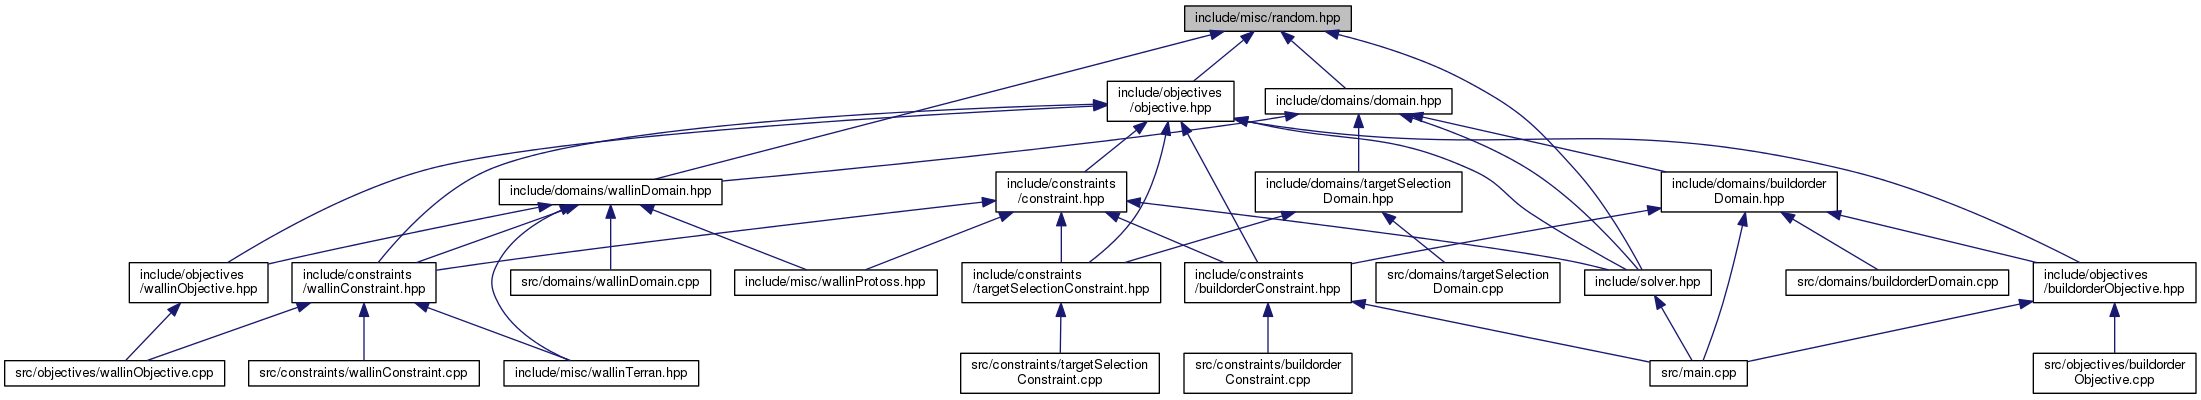 include/misc/random.hpp
include/objectives
/objective.hpp
include/domains/domain.hpp
include/domains/wallinDomain.hpp
include/constraints
/constraint.hpp
include/domains/targetSelection
Domain.hpp
include/domains/buildorder
Domain.hpp
include/objectives
/wallinObjective.hpp
include/constraints
/wallinConstraint.hpp
src/domains/wallinDomain.cpp
include/misc/wallinProtoss.hpp
include/constraints
/targetSelectionConstraint.hpp
include/constraints
/buildorderConstraint.hpp
src/domains/targetSelection
Domain.cpp
include/solver.hpp
src/domains/buildorderDomain.cpp
include/objectives
/buildorderObjective.hpp
src/objectives/wallinObjective.cpp
src/constraints/wallinConstraint.cpp
include/misc/wallinTerran.hpp
src/constraints/targetSelection
Constraint.cpp
src/constraints/buildorder
Constraint.cpp
src/main.cpp
src/objectives/buildorder
Objective.cpp